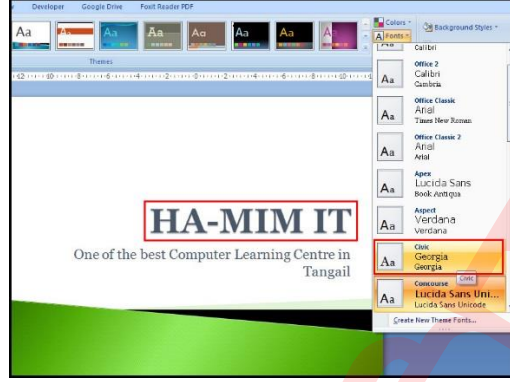 Developer Google Drive Foxit Reader PDF
Aa Aa Aa Aa Aa Aa Aa Aa
Colors
Background Styles
Fonts
Themes
Calibri
Office 2
Aa Calibri
Cambria
Office Classic
Aa Arial
Times New Roman
Office Classic 2
Aa Arial
Arial
Apex
Aa Lucida Sans
Book Antiqua
Aspect
Aa Verdana
Verdana
Civic
Aa Georgia
Georgia
Civic
Concourse
Aa Lucida Sans Uni...
Lucida Sans Unicode
Create New Theme Fonts...
HA-MIM IT
One of the best Computer Learning Centre in
Tangail